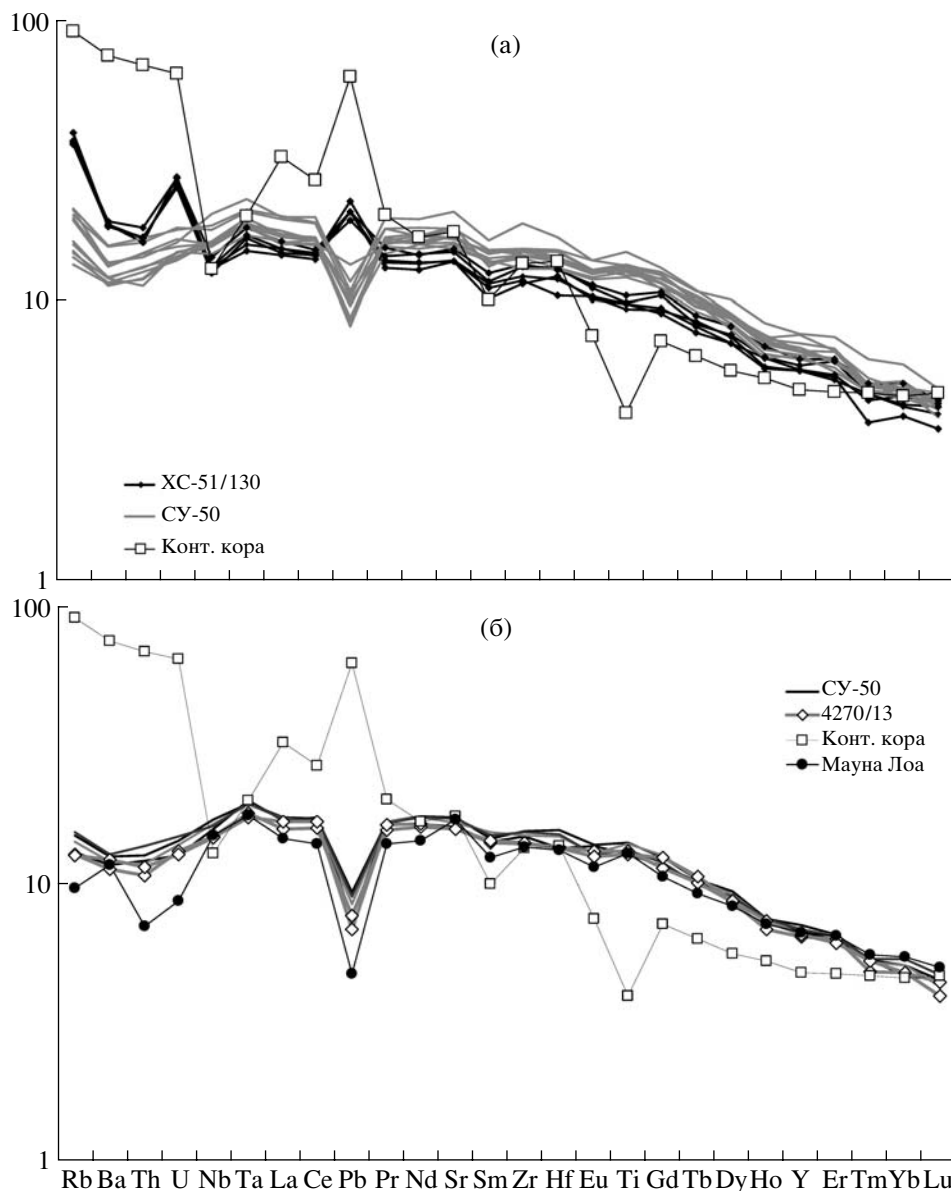 100
(а)
10
ХС-51/130
СУ-50
Конт. кора
1
100
(б)
СУ-50
4270/13
Конт. кора
Мауна Лоа
10
1
Rb Ba Th U Nb Ta La Ce Pb Pr Nd Sr Sm Zr Hf Eu Ti Gd Tb Dy Ho Y Er Tm Yb Lu